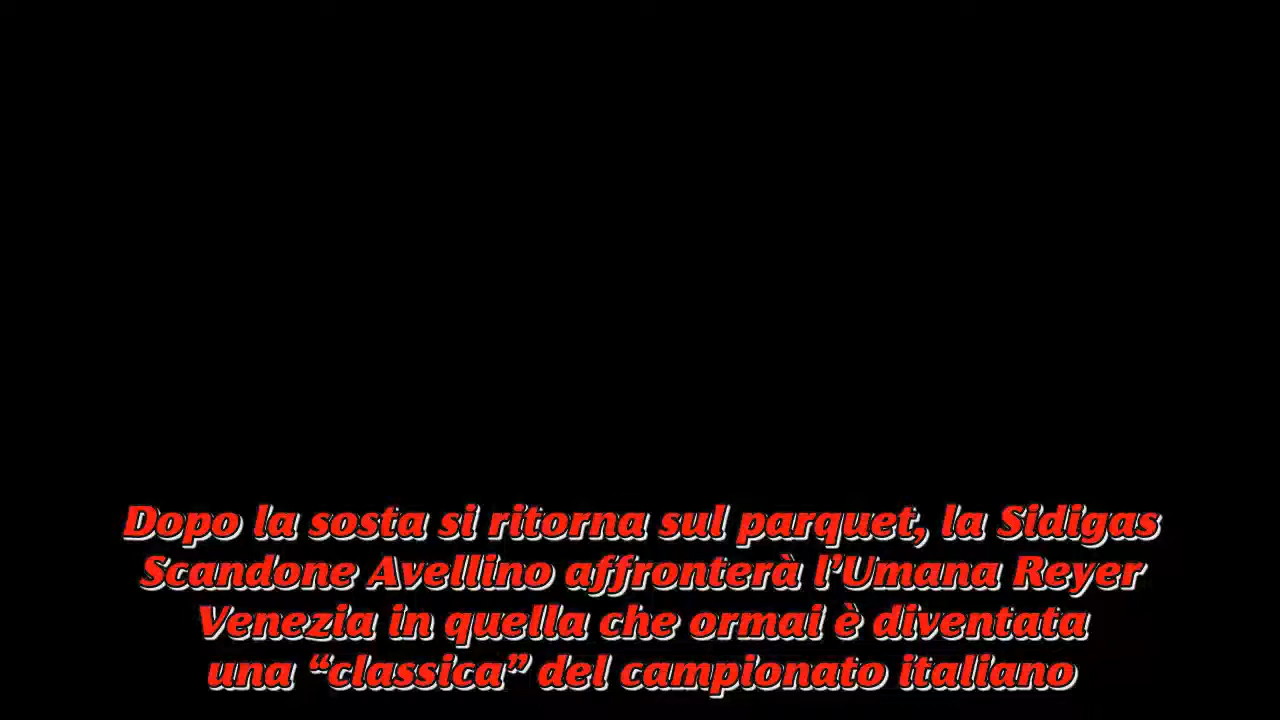 Dopo la sosta si ritorna sul parquet, la Sidigas
Scandone Avellino affronterà l’Umana Reyer
Venezia in quella che ormai è diventata
una “classica” del campionato italiano